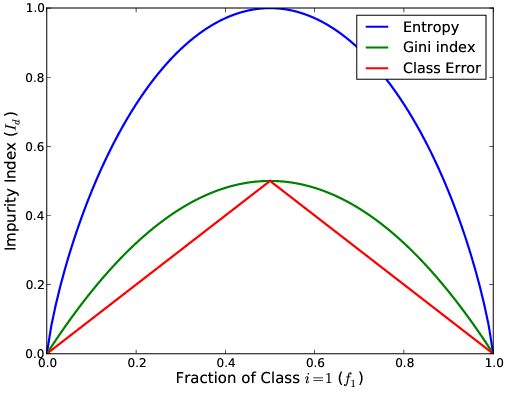 1.0
0.8
0.6
0.4
0.2
0.0
0.0 0.2 0.4 0.6 0.8 1.0
Impurity Index (I_d)
Fraction of Class i=1 (f_1)
Entropy
Gini index
Class Error